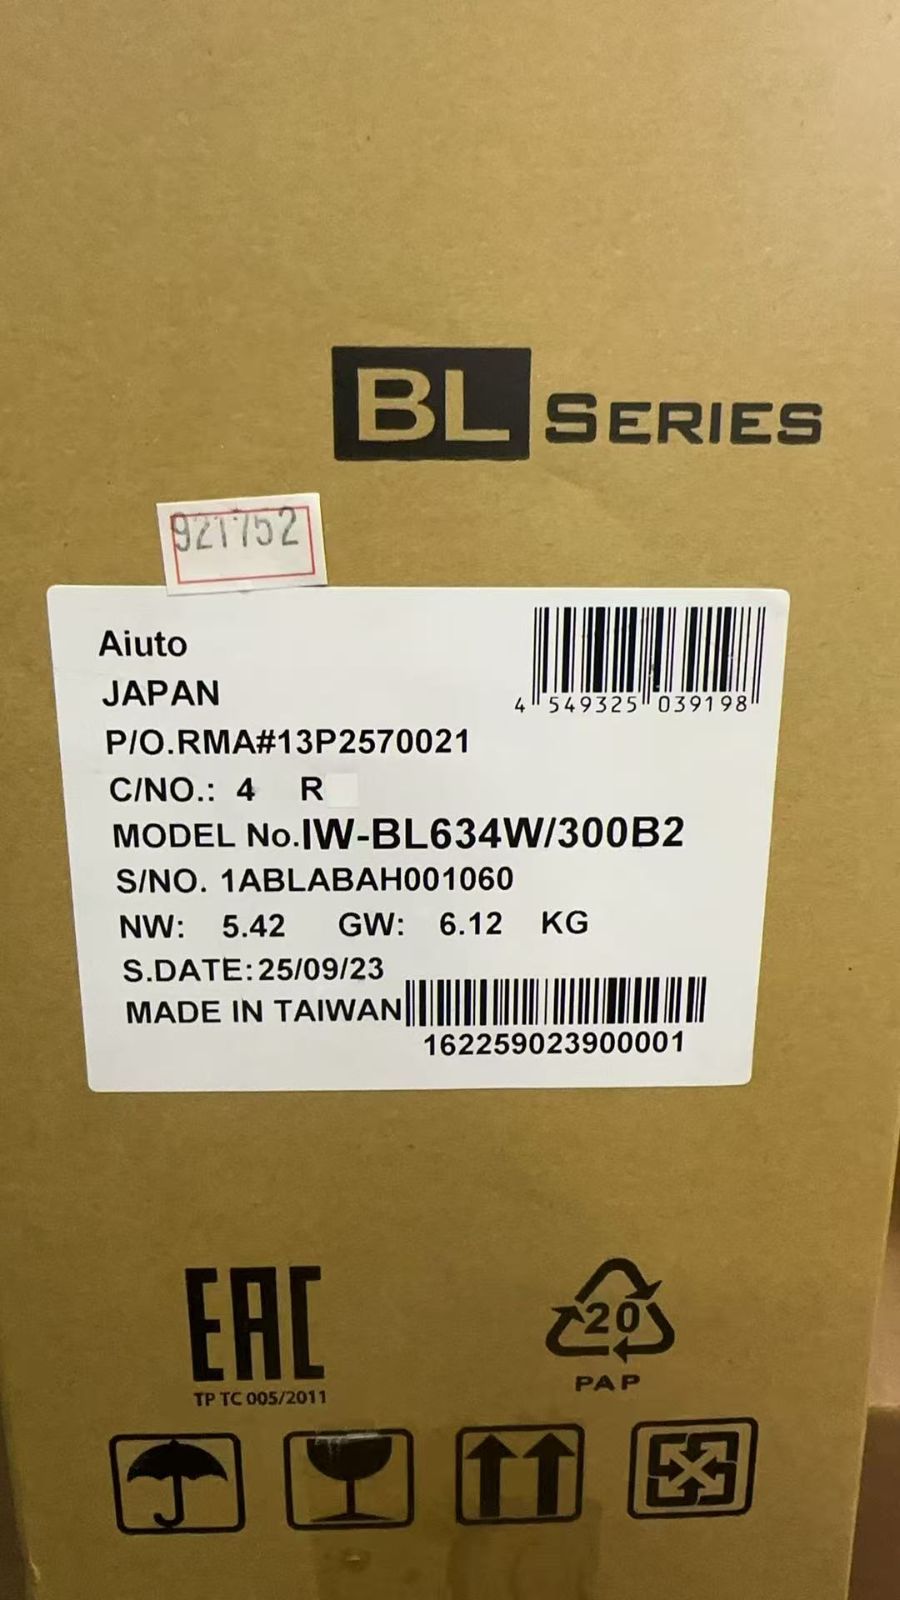 BL SERIES
921752
Aiuto
JAPAN
4 549325 039198
P/O.RMA#13P2570021
C/NO.: 4 R
MODEL No.IW-BL634W/300B2
S/NO. 1ABLABAH001060
NW: 5.42 GW: 6.12 KG
S.DATE:25/09/23
MADE IN TAIWAN
162259023900001
EAC
TP TC 005/2011
20
PAP